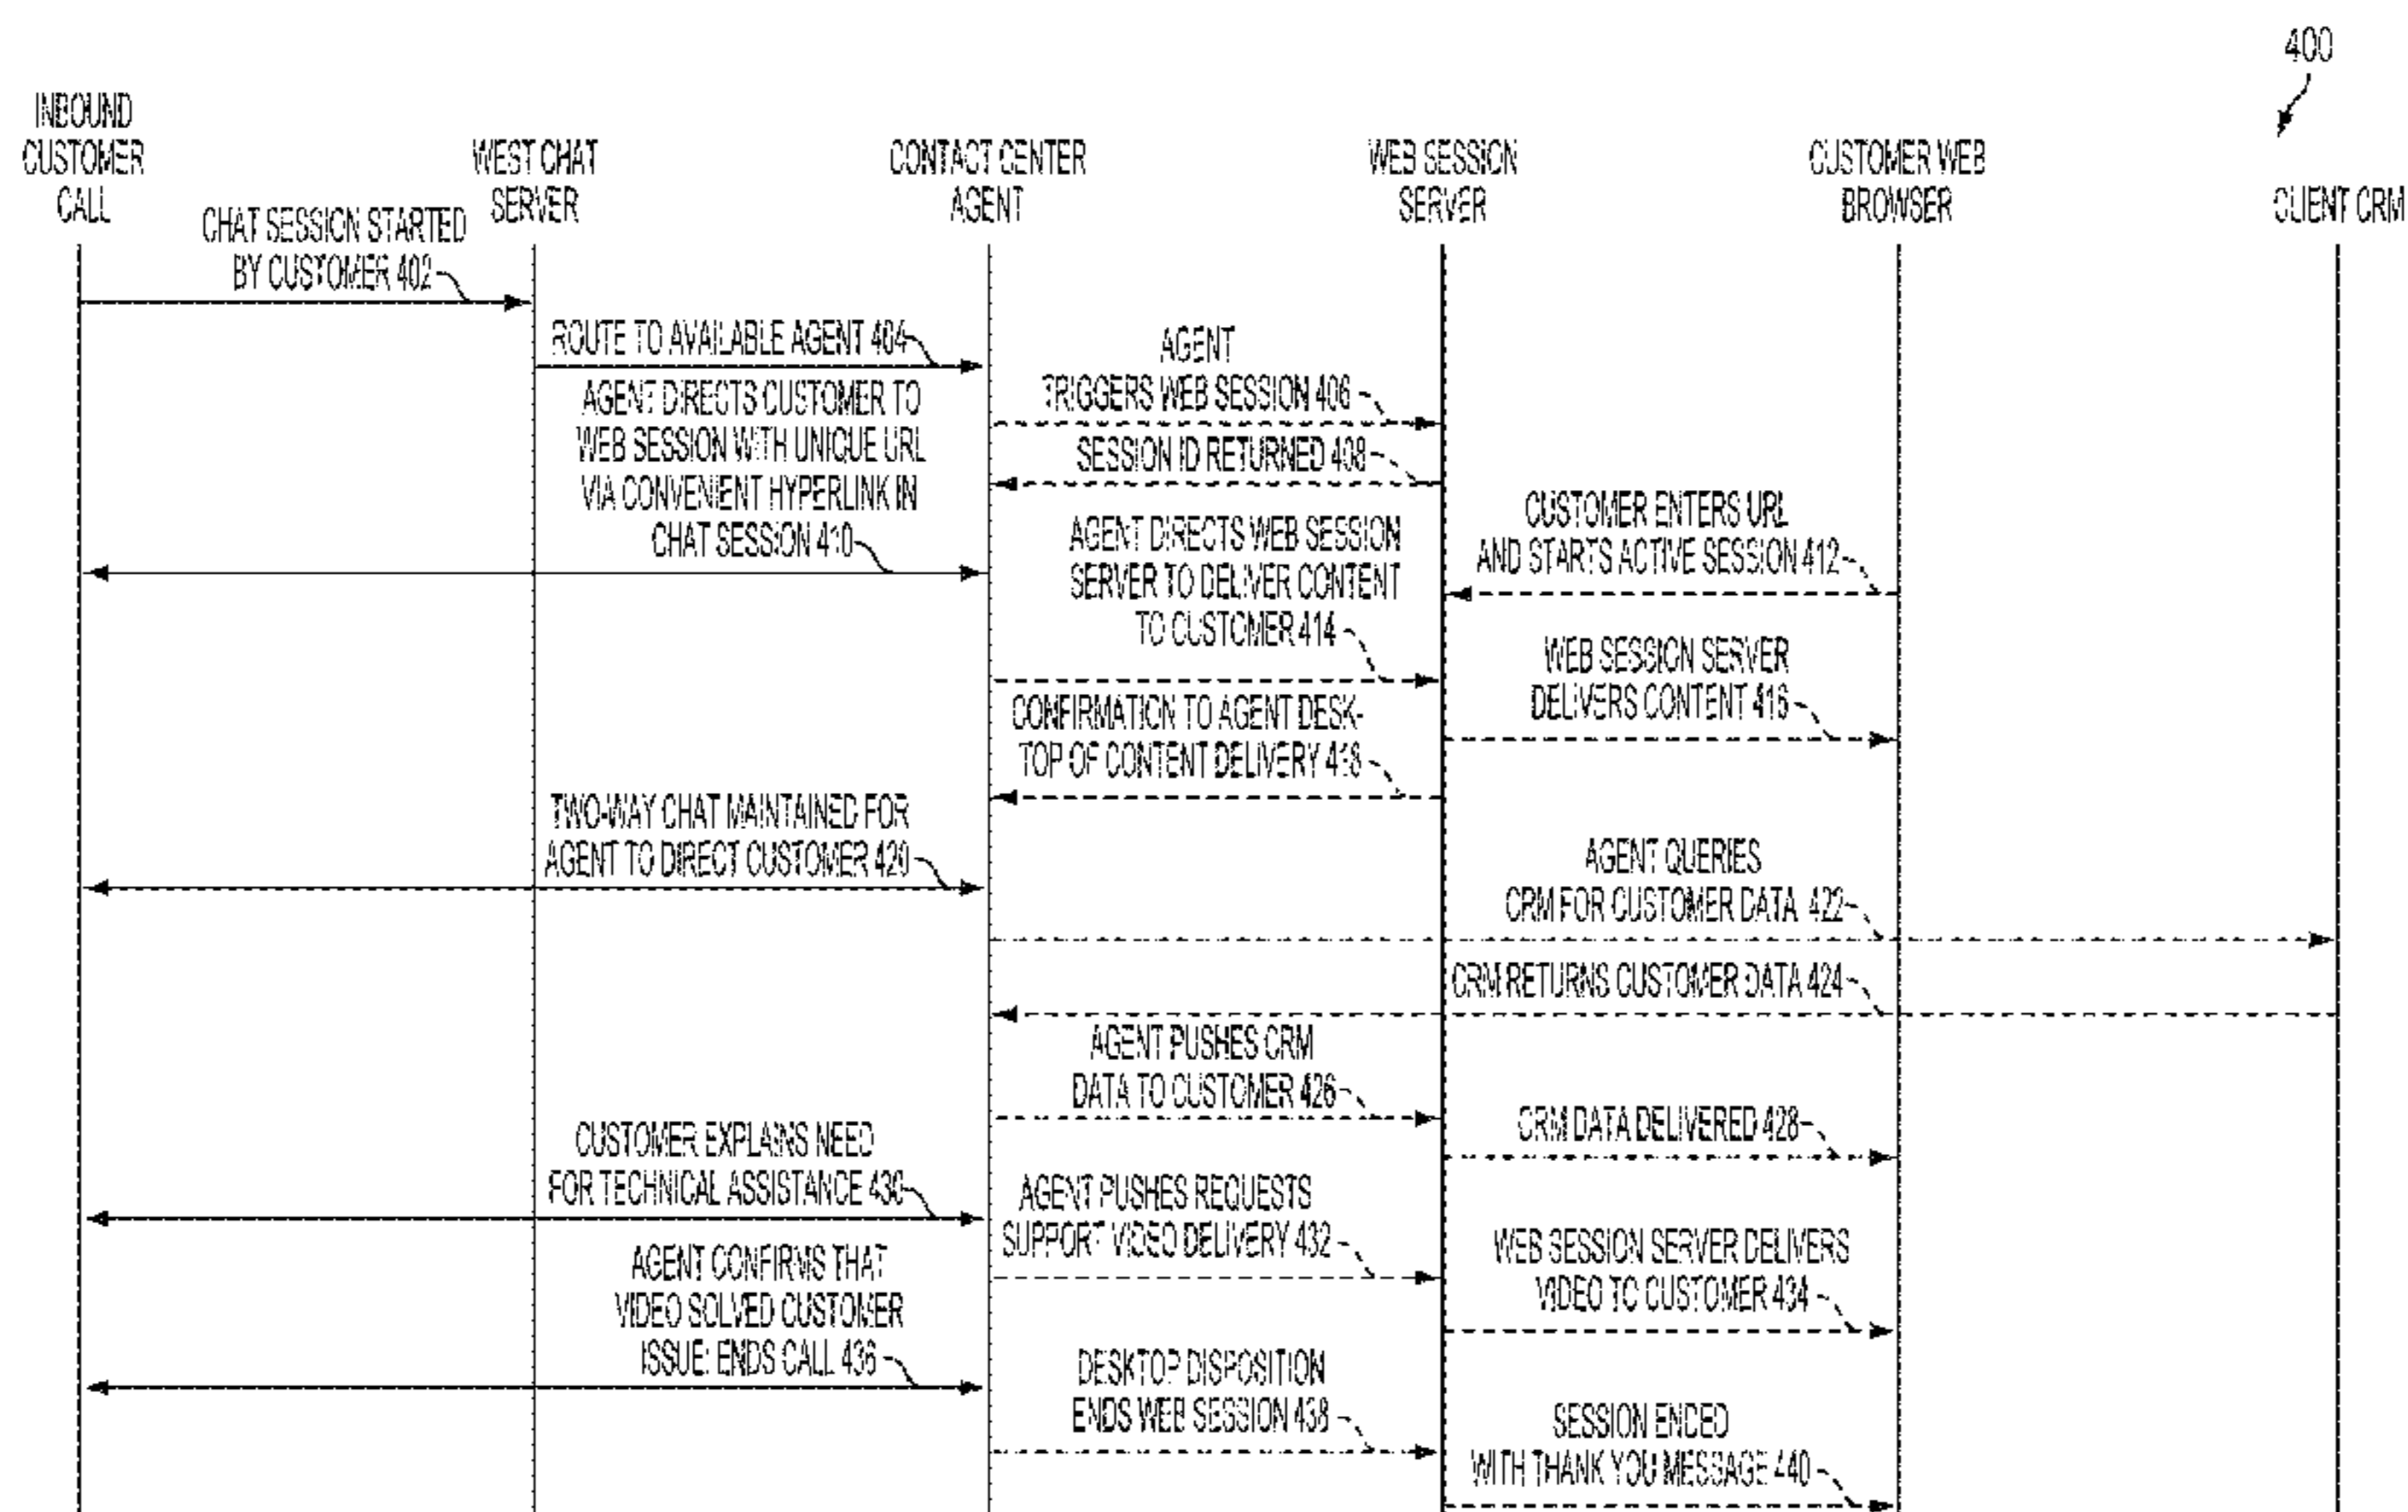 400
INBOUND
CUSTOMER
CALL
WEST CHAT
SERVER
CONTACT CENTER
AGENT
WEB SESSION
SERVER
CUSTOMER WEB
BROWSER
CLIENT CRM
CHAT SESSION STARTED
BY CUSTOMER 402
ROUTE TO AVAILABLE AGENT 404
AGENT
TRIGGERS WEB SESSION 406
SESSION ID RETURNED 408
AGENT DIRECTS CUSTOMER TO
WEB SESSION WITH UNIQUE URL
VIA CONVENIENT HYPERLINK IN
CHAT SESSION 410
CUSTOMER ENTERS URL
AND STARTS ACTIVE SESSION 412
AGENT DIRECTS WEB SESSION
SERVER TO DELIVER CONTENT
TO CUSTOMER 414
WEB SESSION SERVER
DELIVERS CONTENT 416
CONFIRMATION TO AGENT DESK-
TOP OF CONTENT DELIVERY 418
TWO-WAY CHAT MAINTAINED FOR
AGENT TO DIRECT CUSTOMER 420
AGENT QUERIES
CRM FOR CUSTOMER DATA 422
CRM RETURNS CUSTOMER DATA 424
AGENT PUSHES CRM
DATA TO CUSTOMER 426
CRM DATA DELIVERED 428
CUSTOMER EXPLAINS NEED
FOR TECHNICAL ASSISTANCE 430
AGENT PUSHES REQUESTS
SUPPORT VIDEO DELIVERY 432
WEB SESSION SERVER DELIVERS
VIDEO TO CUSTOMER 434
AGENT CONFIRMS THAT
VIDEO SOLVED CUSTOMER
ISSUE: ENDS CALL 436
DESKTOP DISPOSITION
ENDS WEB SESSION 438
SESSION ENDED
WITH THANK YOU MESSAGE 440